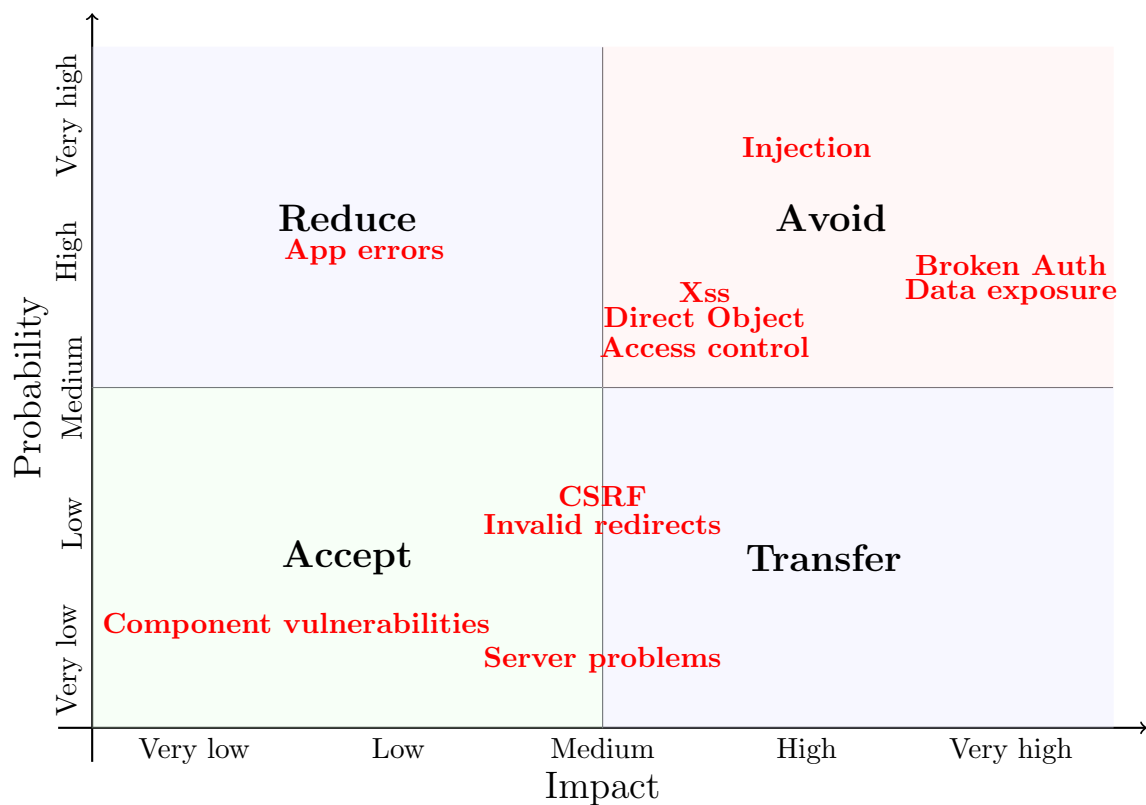 Very high
Injection
Reduce
Avoid
App errors
High
Broken Auth
Data exposure
Xss
Direct Object
Access control
Probability
Medium
CSRF
Low
Invalid redirects
Accept
Transfer
Component vulnerabilities
Very low
Server problems
Very low
Low
Medium
High
Very high
Impact